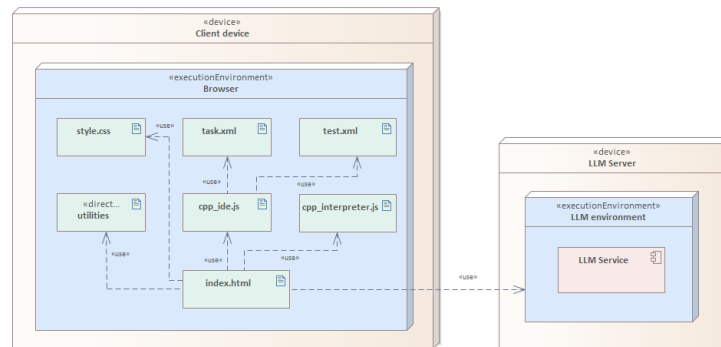 «device»
Client device
«executionEnvironment»
Browser
style.css
«use»
task.xml
test.xml
«use»
«use»
«direct...
utilities
cpp_ide.js
cpp_interpreter.js
«use»
«use»
«use»
index.html
«use»
«device»
LLM Server
«executionEnvironment»
LLM environment
LLM Service